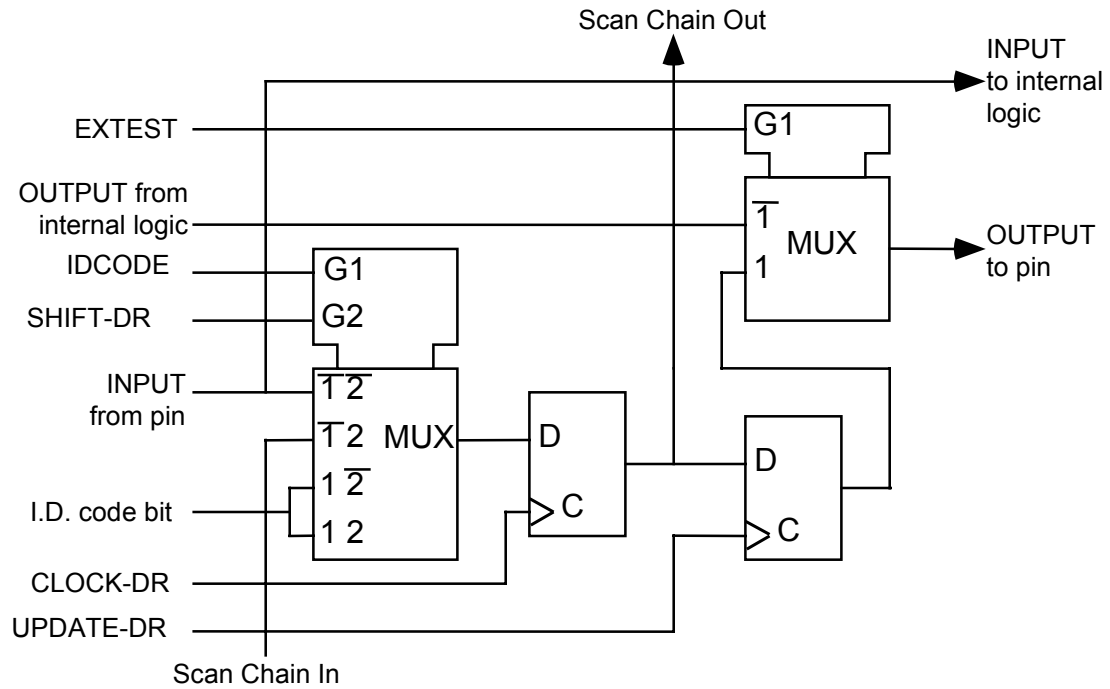 Scan Chain Out
INPUT
to internal
logic
EXTEST
G1
OUTPUT from
internal logic
1̅
MUX
1
OUTPUT
to pin
IDCODE
G1
SHIFT-DR
G2
INPUT
from pin
1̅ 2̅
1̅ 2
MUX
1 2̅
1 2
I.D. code bit
D
C
D
C
CLOCK-DR
UPDATE-DR
Scan Chain In